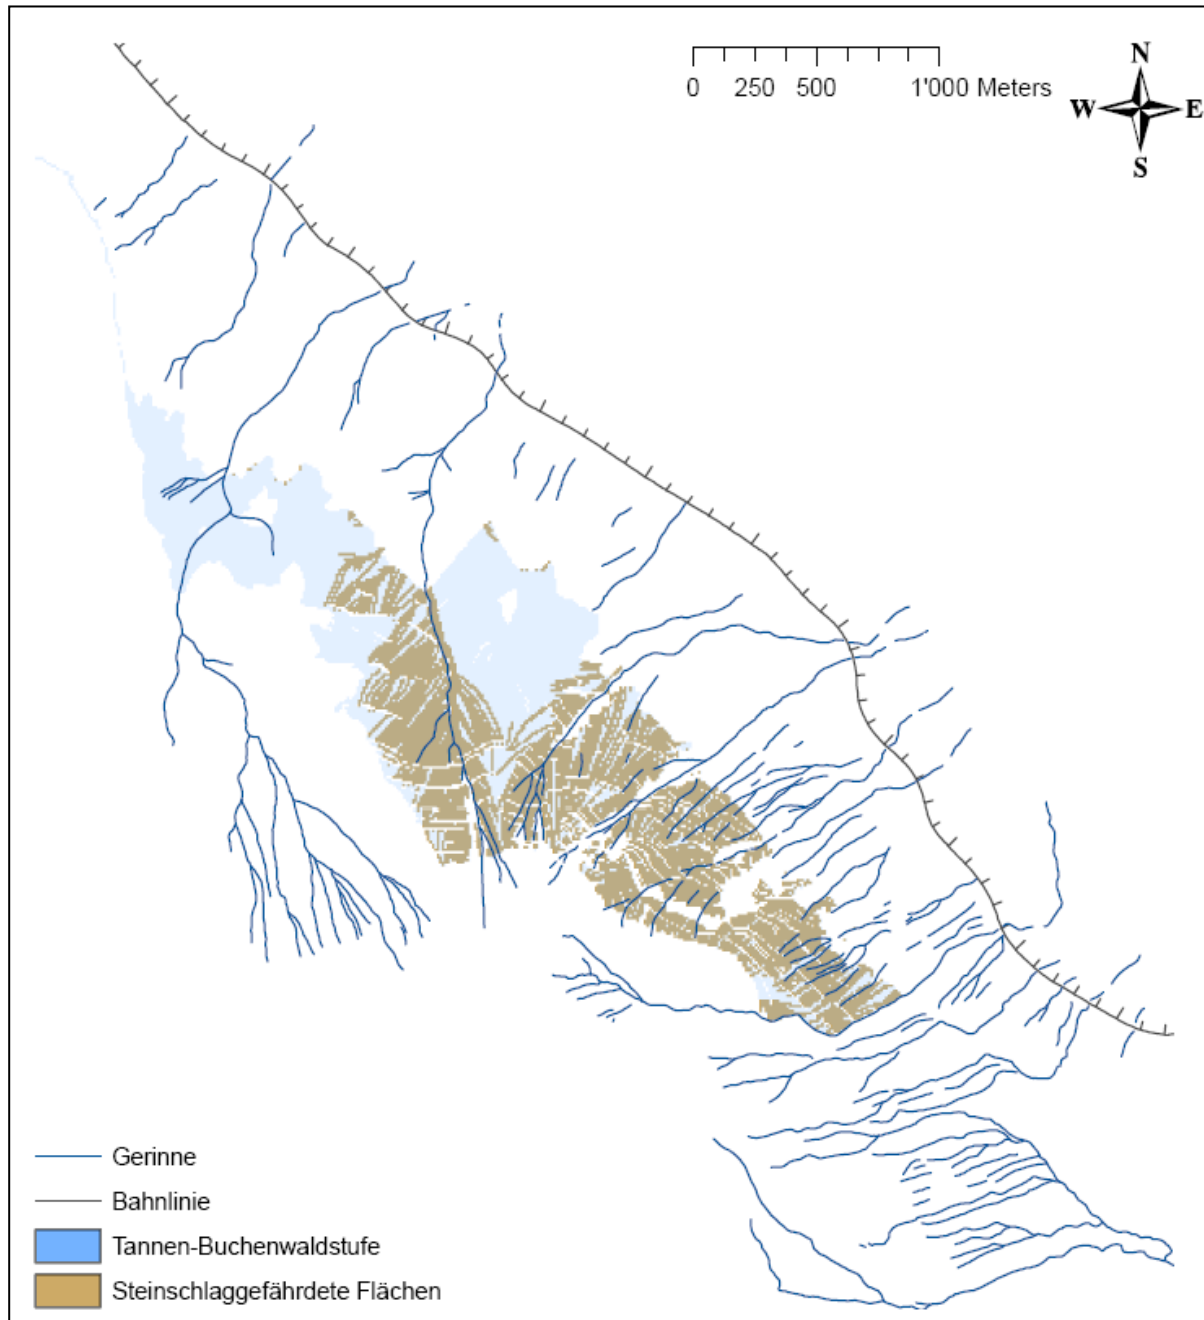 N
0 250 500 1'000 Meters
W E
S
Gerinne
Bahnlinie
Tannen-Buchenwaldstufe
Steinschlaggefährdete Flächen